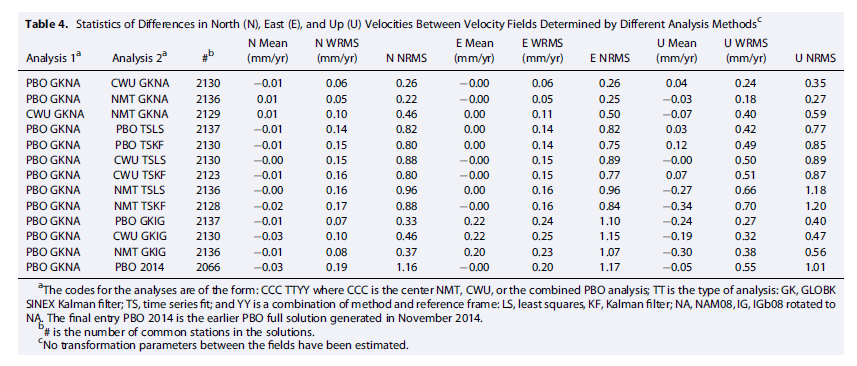 Table 4. Statistics of Differences in North (N), East (E), and Up (U) Velocities Between Velocity Fields Determined by Different Analysis Methodsc
N Mean N WRMS E Mean E WRMS U Mean U WRMS
Analysis 1a Analysis 2a #b (mm/yr) (mm/yr) N NRMS (mm/yr) (mm/yr) E NRMS (mm/yr) (mm/yr) U NRMS
PBO GKNA CWU GKNA 2130 −0.01 0.06 0.26 −0.00 0.06 0.26 0.04 0.24 0.35
PBO GKNA NMT GKNA 2136 0.01 0.05 0.22 −0.00 0.05 0.25 −0.03 0.18 0.27
CWU GKNA NMT GKNA 2129 0.01 0.10 0.46 0.00 0.11 0.50 −0.07 0.40 0.59
PBO GKNA PBO TSLS 2137 −0.01 0.14 0.82 0.00 0.14 0.82 0.03 0.42 0.77
PBO GKNA PBO TSKF 2130 −0.01 0.15 0.80 0.00 0.14 0.75 0.12 0.49 0.85
PBO GKNA CWU TSLS 2130 −0.00 0.15 0.88 −0.00 0.15 0.89 −0.00 0.50 0.89
PBO GKNA CWU TSKF 2123 −0.01 0.16 0.80 −0.00 0.15 0.77 0.07 0.51 0.87
PBO GKNA NMT TSLS 2136 −0.00 0.16 0.96 0.00 0.16 0.96 −0.27 0.66 1.18
PBO GKNA NMT TSKF 2128 −0.02 0.17 0.88 −0.00 0.16 0.84 −0.34 0.70 1.20
PBO GKNA PBO GKIG 2137 −0.01 0.07 0.33 0.22 0.24 1.10 −0.24 0.27 0.40
PBO GKNA CWU GKIG 2130 −0.03 0.10 0.46 0.22 0.25 1.15 −0.19 0.32 0.47
PBO GKNA NMT GKIG 2136 −0.01 0.08 0.37 0.20 0.23 1.07 −0.30 0.38 0.56
PBO GKNA PBO 2014 2066 −0.03 0.19 1.16 −0.00 0.20 1.17 −0.05 0.55 1.01
aThe codes for the analyses are of the form: CCC TTYY where CCC is the center NMT, CWU, or the combined PBO analysis; TT is the type of analysis: GK, GLOBK
SINEX Kalman filter; TS, time series fit; and YY is a combination of method and reference frame: LS, least squares, KF, Kalman filter; NA, NAM08, IG, IGb08 rotated to
NA. The final entry PBO 2014 is the earlier PBO full solution generated in November 2014.
b# is the number of common stations in the solutions.
cNo transformation parameters between the fields have been estimated.